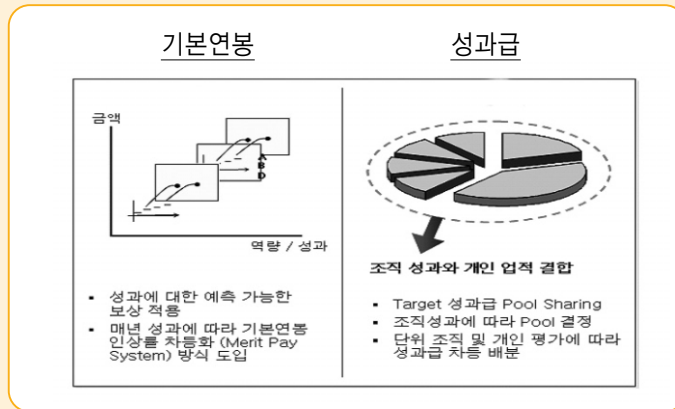 기본연봉
성과급
금액
A
B
D
역량 / 성과
▪ 성과에 대한 예측 가능한
보상 적용
▪ 매년 성과에 따라 기본연봉
인상률 차등화 (Merit Pay
System) 방식 도입
조직 성과와 개인 업적 결합
▪ Target 성과급 Pool Sharing
▪ 조직성과에 따라 Pool 결정
▪ 단위 조직 및 개인 평가에 따라
성과급 차등 배분